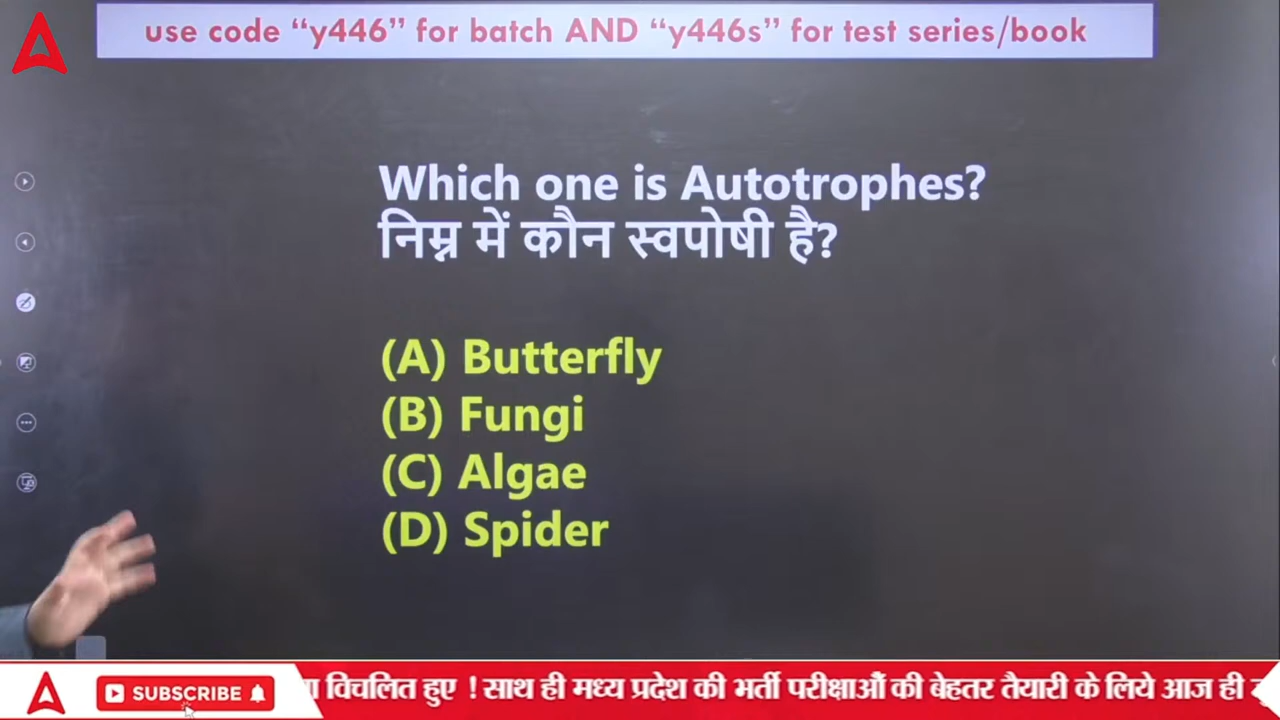 use code “y446” for batch AND “y446s” for test series/book
Which one is Autotrophes?
निम्न में कौन स्वपोषी है?
(A) Butterfly
(B) Fungi
(C) Algae
(D) Spider
SUBSCRIBE
विचलित हुए ! साथ ही मध्य प्रदेश की भर्ती परीक्षाओं की बेहतर तैयारी के लिये आज ही